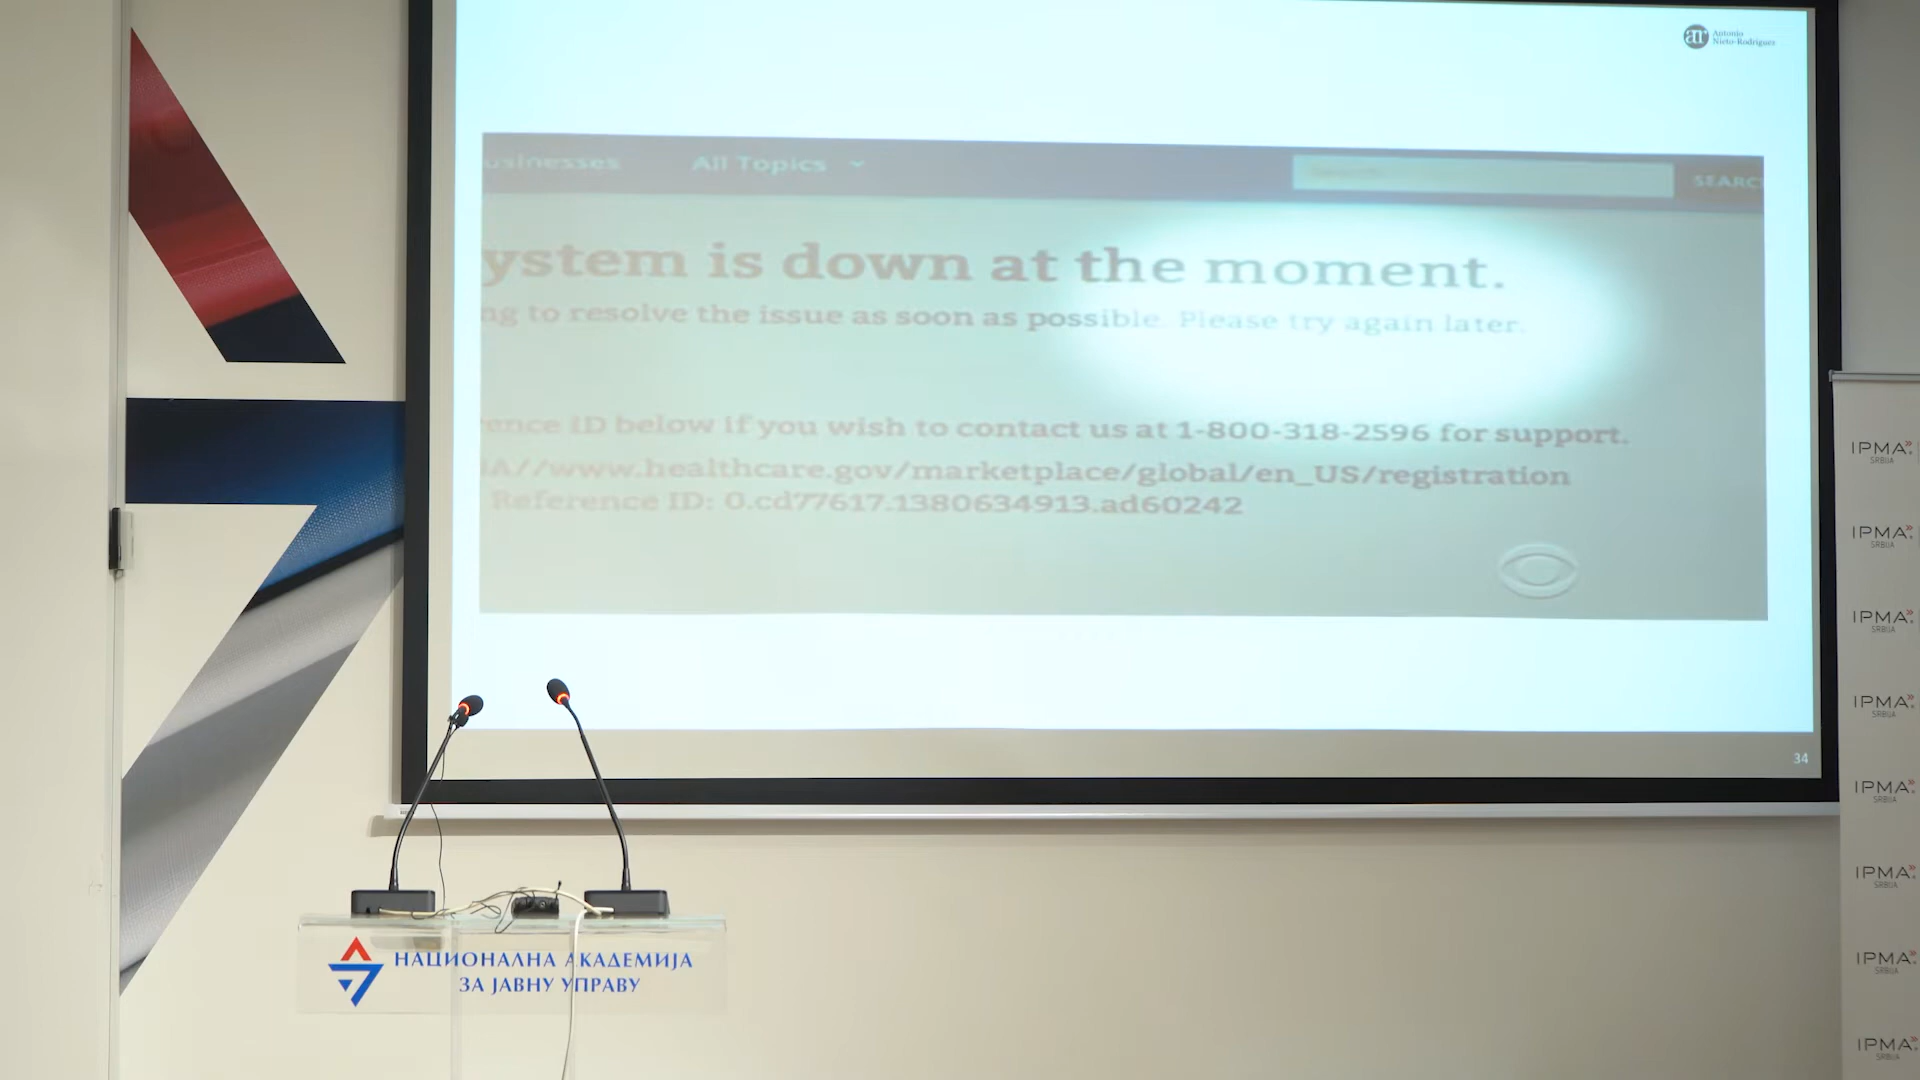 Antonio
Nieto-Rodriguez
usinesses All Topics SEARC
ystem is down at the moment.
ng to resolve the issue as soon as possible. Please try again later.
rence ID below if you wish to contact us at 1-800-318-2596 for support.
A//www.healthcare.gov/marketplace/global/en_US/registration
Reference ID: 0.cd77617.1380634913.ad60242
34
НАЦИОНАЛНА АКАДЕМИЈА
ЗА ЈАВНУ УПРАВУ
IPMA
SRBIJA
IPMA
SRBIJA
IPMA
SRBIJA
IPMA
SRBIJA
IPMA
SRBIJA
IPMA
SRBIJA
IPMA
SRBIJA
IPMA
SRBIJA